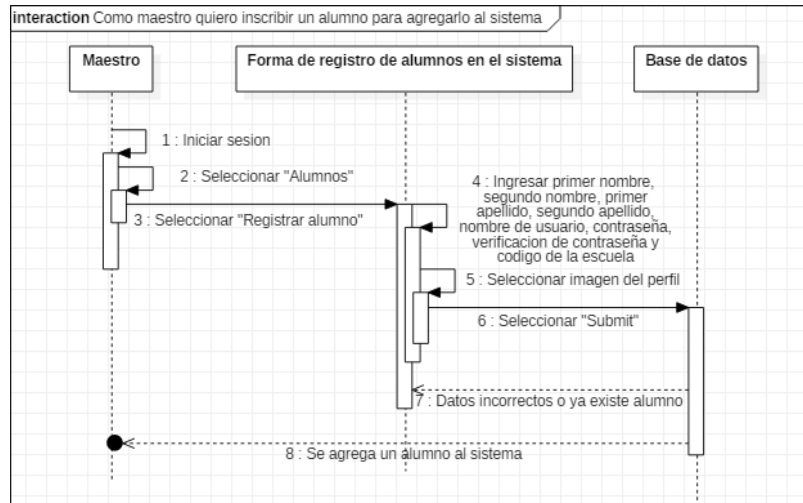 interaction Como maestro quiero inscribir un alumno para agregarlo al sistema
Maestro
Forma de registro de alumnos en el sistema
Base de datos
1 : Iniciar sesion
2 : Seleccionar "Alumnos"
3 : Seleccionar "Registrar alumno"
4 : Ingresar primer nombre,
segundo nombre, primer
apellido, segundo apellido,
nombre de usuario, contraseña,
verificacion de contraseña y
codigo de la escuela
5 : Seleccionar imagen del perfil
6 : Seleccionar "Submit"
7 : Datos incorrectos o ya existe alumno
8 : Se agrega un alumno al sistema